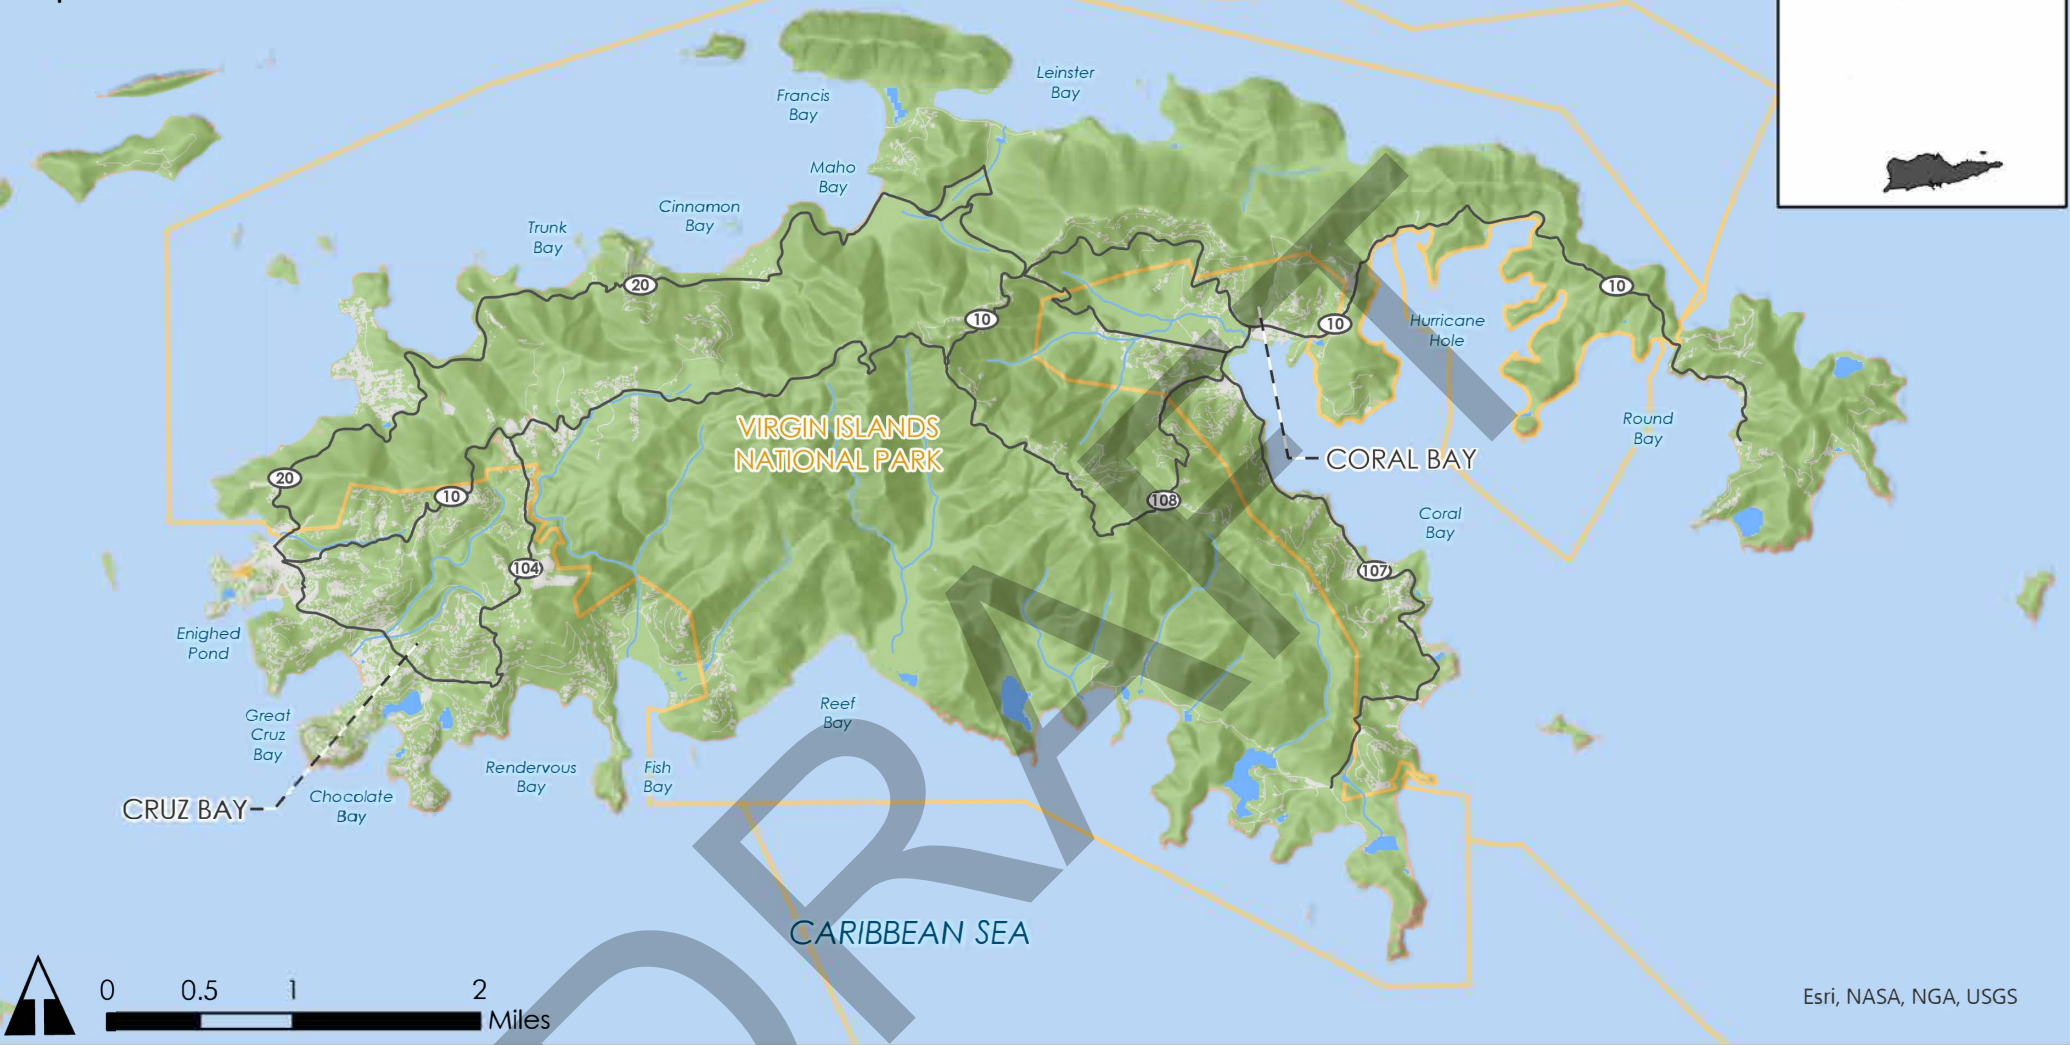 Leinster
Bay
Francis
Bay
Maho
Bay
Cinnamon
Bay
Trunk
Bay
20
10
10
10
Hurricane
Hole
VIRGIN ISLANDS
NATIONAL PARK
Round
Bay
CORAL BAY
20
10
108
Coral
Bay
104
107
Enighed
Pond
Great
Cruz
Bay
Reef
Bay
Rendervous
Bay
Fish
Bay
CRUZ BAY
Chocolate
Bay
CARIBBEAN SEA
DRAFT
0 0.5 1 2
Miles
Esri, NASA, NGA, USGS